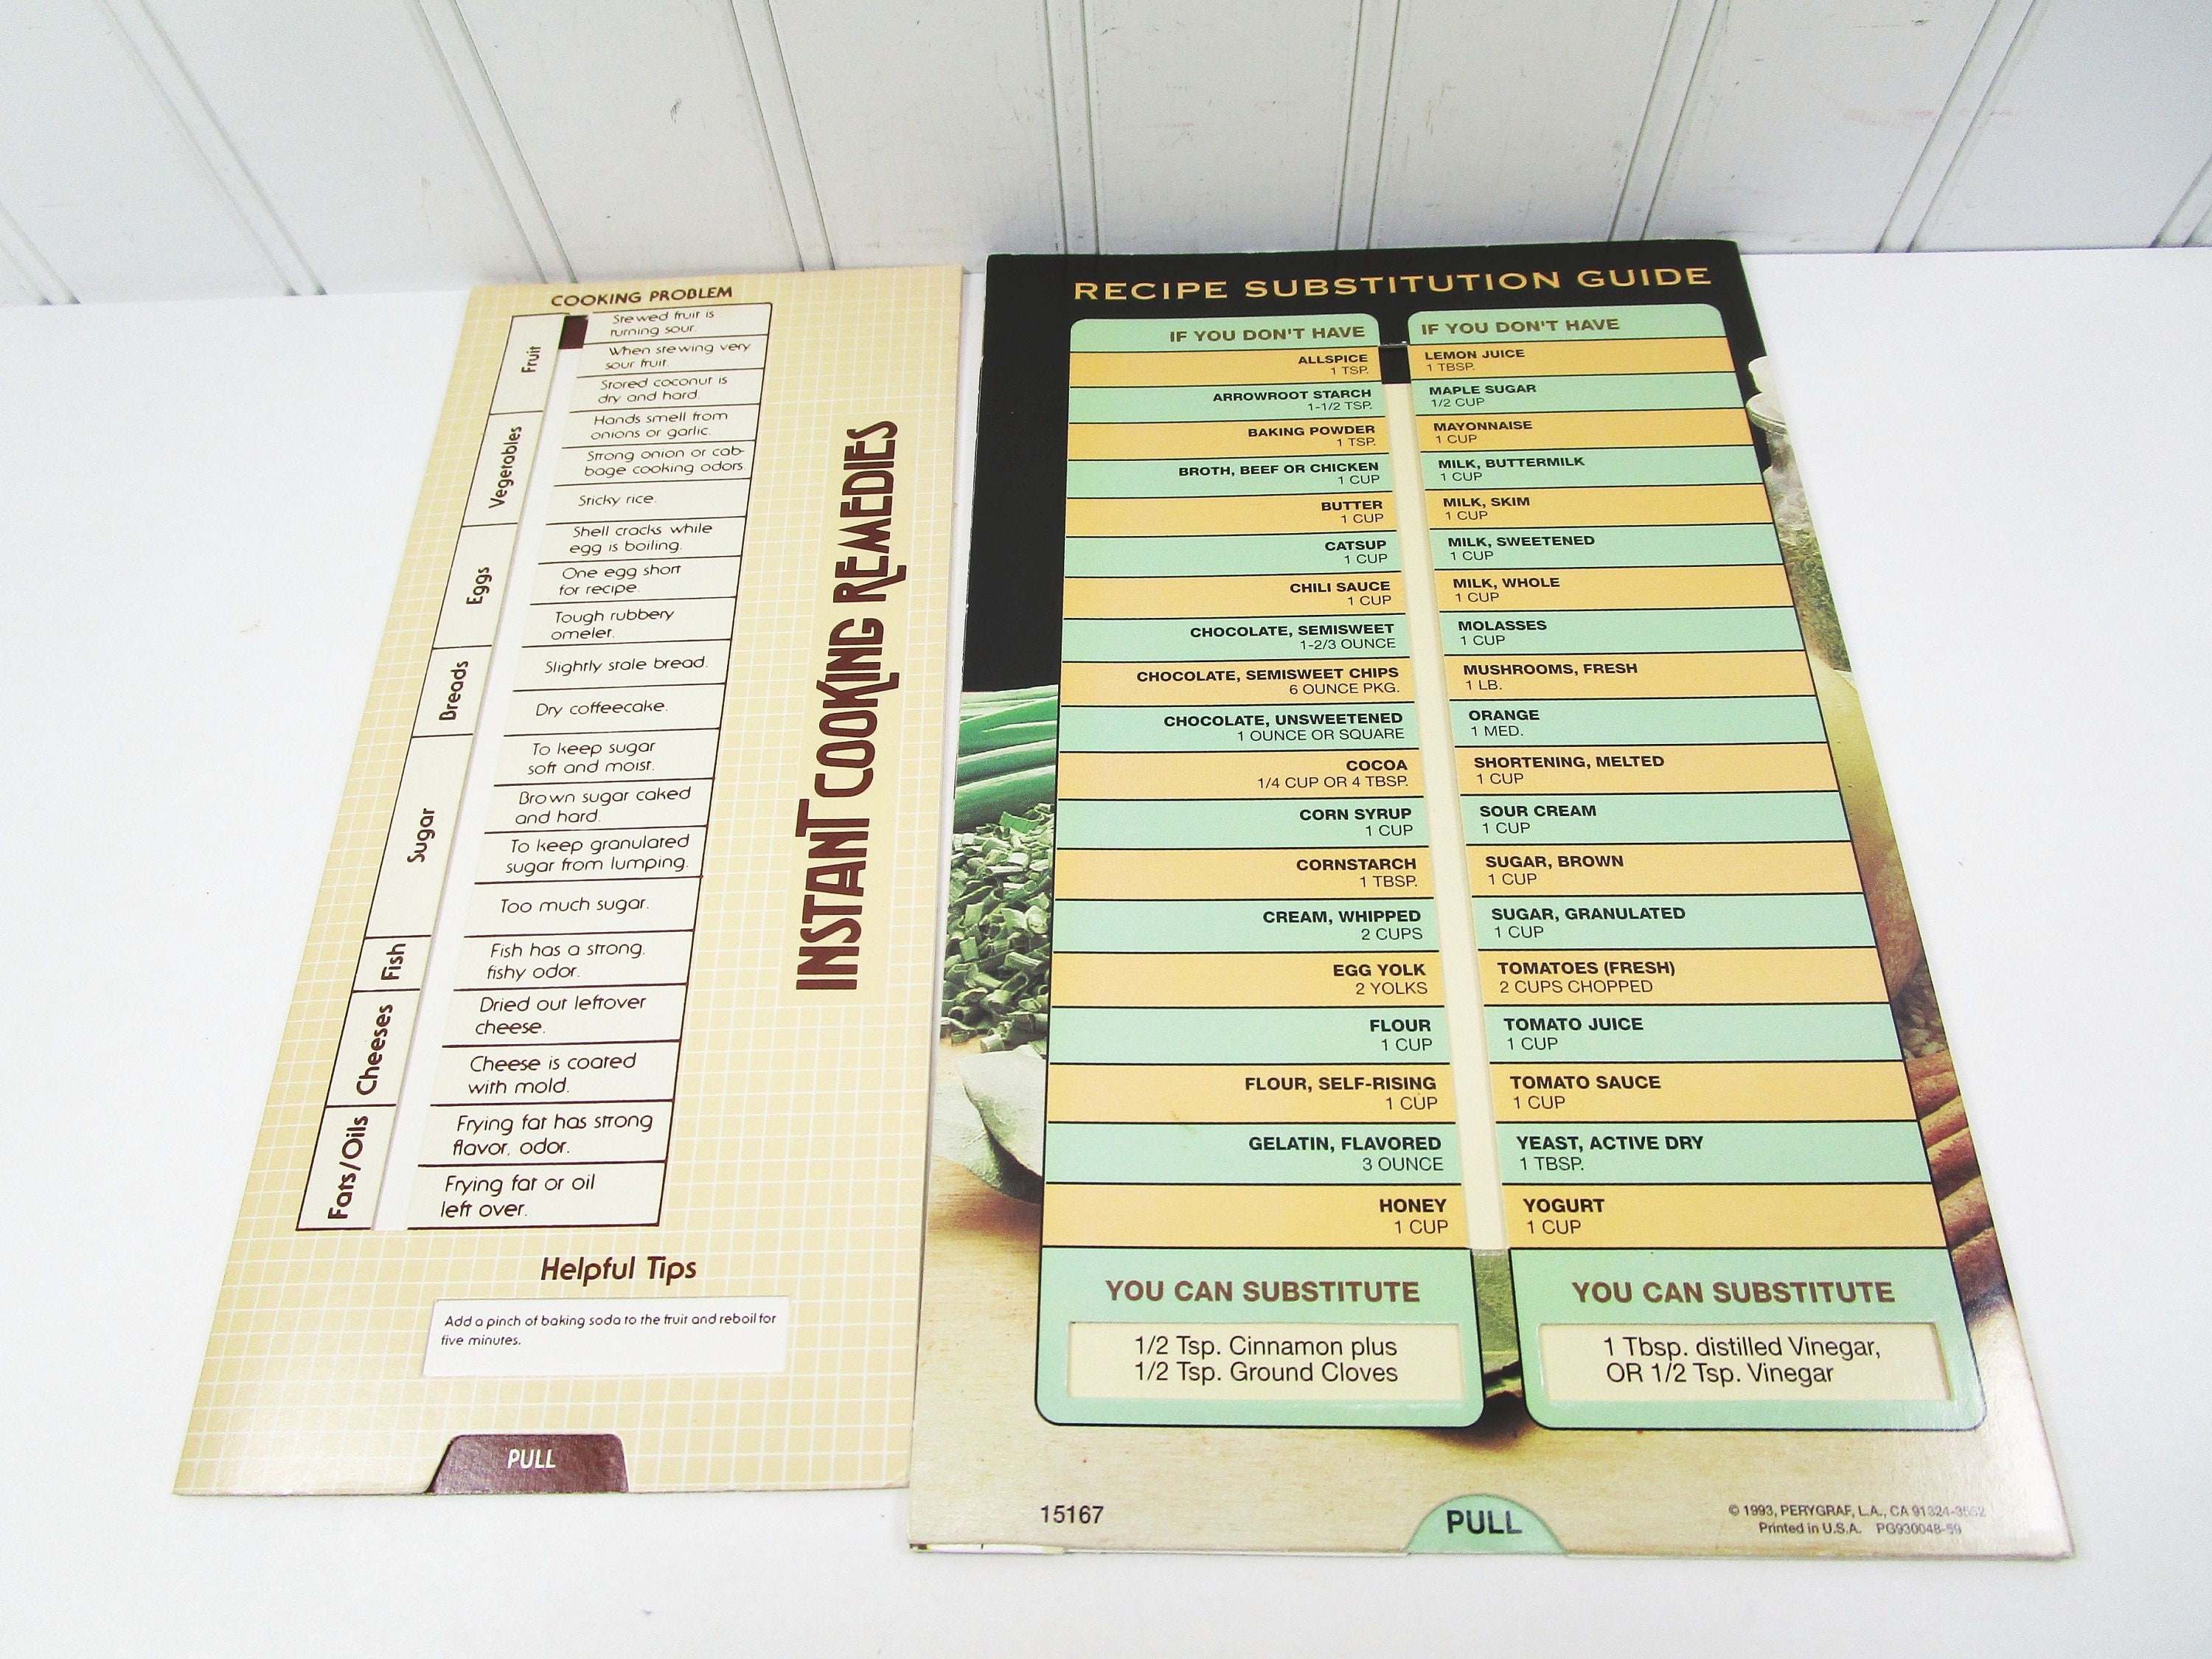 COOKING PROBLEM
Fruit
Stewed fruit is
turning sour.
When stewing very
sour fruit.
Stored coconut is
dry and hard.
Vegetables
Hands smell from
onions or garlic.
Strong onion or cab-
bage cooking odors.
Sticky rice.
Eggs
Shell cracks while
egg is boiling.
One egg short
for recipe.
Tough rubbery
omelet.
Breads
Slightly stale bread.
Dry coffeecake.
Sugar
To keep sugar
soft and moist.
Brown sugar caked
and hard.
To keep granulated
sugar from lumping.
Too much sugar.
Fish
Fish has a strong,
fishy odor.
Cheeses
Dried out leftover
cheese.
Cheese is coated
with mold.
Fats/Oils
Frying fat has strong
flavor, odor.
Frying fat or oil
left over.
INSTANT COOKING REMEDIES
Helpful Tips
Add a pinch of baking soda to the fruit and reboil for
five minutes.
PULL
RECIPE SUBSTITUTION GUIDE
IF YOU DON'T HAVE
ALLSPICE
1 TSP.
ARROWROOT STARCH
1-1/2 TSP.
BAKING POWDER
1 TSP.
BROTH, BEEF OR CHICKEN
1 CUP
BUTTER
1 CUP
CATSUP
1 CUP
CHILI SAUCE
1 CUP
CHOCOLATE, SEMISWEET
1-2/3 OUNCE
CHOCOLATE, SEMISWEET CHIPS
6 OUNCE PKG.
CHOCOLATE, UNSWEETENED
1 OUNCE OR SQUARE
COCOA
1/4 CUP OR 4 TBSP.
CORN SYRUP
1 CUP
CORNSTARCH
1 TBSP.
CREAM, WHIPPED
2 CUPS
EGG YOLK
2 YOLKS
FLOUR
1 CUP
FLOUR, SELF-RISING
1 CUP
GELATIN, FLAVORED
3 OUNCE
HONEY
1 CUP
YOU CAN SUBSTITUTE
1/2 Tsp. Cinnamon plus
1/2 Tsp. Ground Cloves
IF YOU DON'T HAVE
LEMON JUICE
1 TBSP.
MAPLE SUGAR
1/2 CUP
MAYONNAISE
1 CUP
MILK, BUTTERMILK
1 CUP
MILK, SKIM
1 CUP
MILK, SWEETENED
1 CUP
MILK, WHOLE
1 CUP
MOLASSES
1 CUP
MUSHROOMS, FRESH
1 LB.
ORANGE
1 MED.
SHORTENING, MELTED
1 CUP
SOUR CREAM
1 CUP
SUGAR, BROWN
1 CUP
SUGAR, GRANULATED
1 CUP
TOMATOES (FRESH)
2 CUPS CHOPPED
TOMATO JUICE
1 CUP
TOMATO SAUCE
1 CUP
YEAST, ACTIVE DRY
1 TBSP.
YOGURT
1 CUP
YOU CAN SUBSTITUTE
1 Tbsp. distilled Vinegar,
OR 1/2 Tsp. Vinegar
15167
PULL
© 1993, PERYGRAF, L.A., CA
Printed in U.S.A. PG930048-59